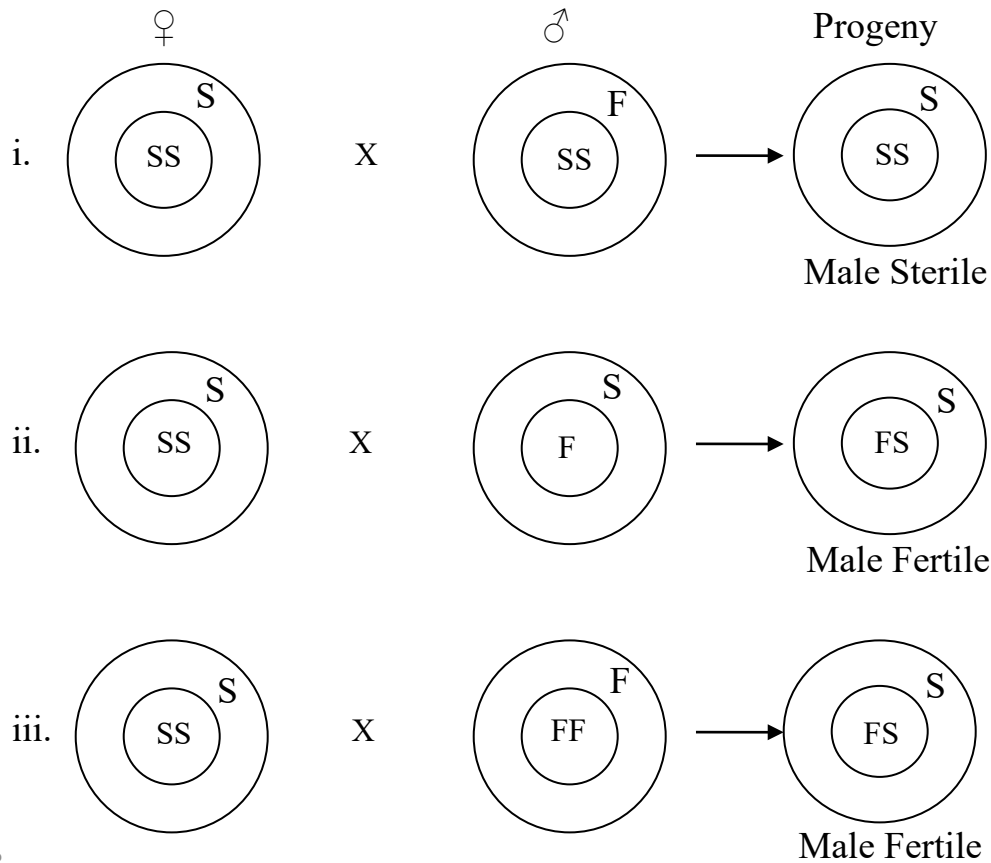 ♀ ♂ Progeny
S F S
i. SS X SS SS
Male Sterile
S S S
ii. SS X F FS
Male Fertile
S F S
iii. SS X FF FS
Male Fertile